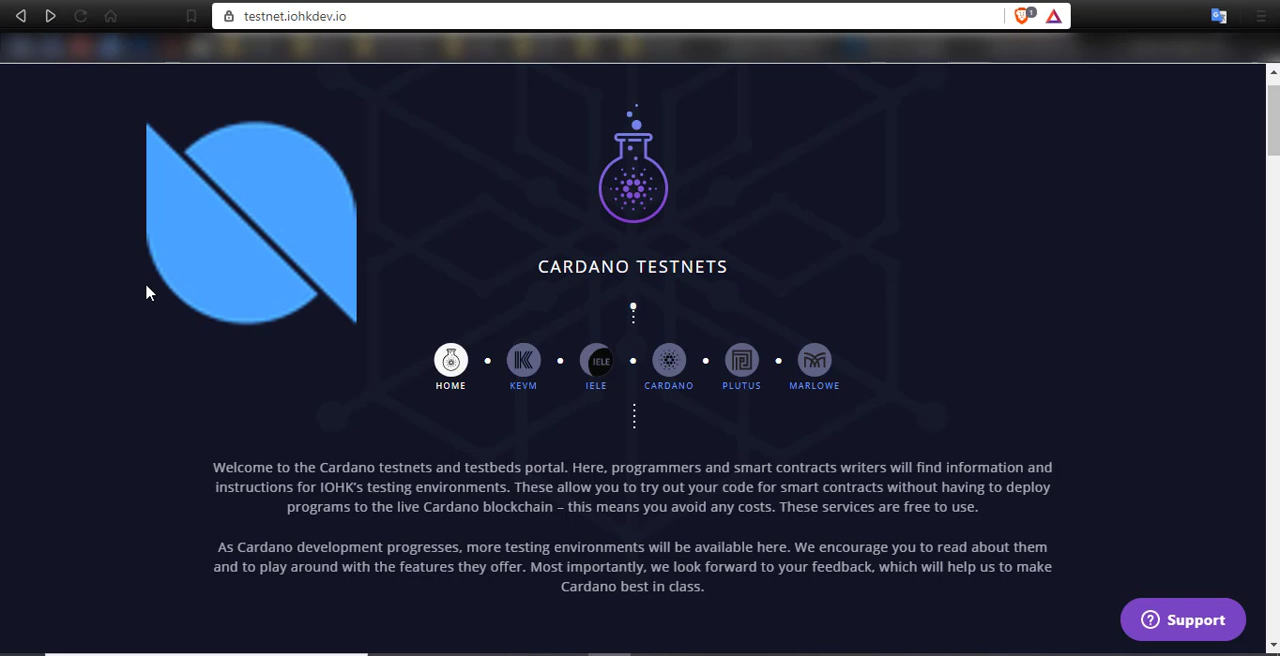 testnet.iohkdev.io
1
CARDANO TESTNETS
IELE
HOME KEVM IELE CARDANO PLUTUS MARLOWE
Welcome to the Cardano testnets and testbeds portal. Here, programmers and smart contracts writers will find information and
instructions for IOHK's testing environments. These allow you to try out your code for smart contracts without having to deploy
programs to the live Cardano blockchain – this means you avoid any costs. These services are free to use.
As Cardano development progresses, more testing environments will be available here. We encourage you to read about them
and to play around with the features they offer. Most importantly, we look forward to your feedback, which will help us to make
Cardano best in class.
? Support